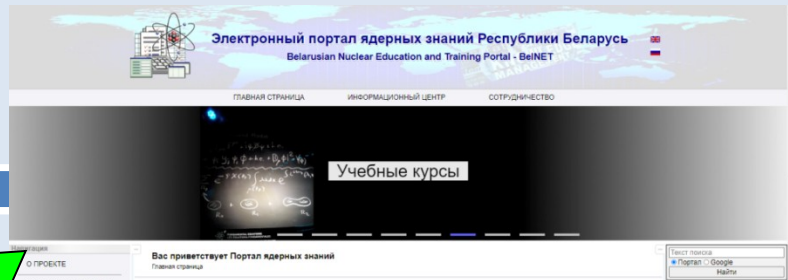 Электронный портал ядерных знаний Республики Беларусь
Belarusian Nuclear Education and Training Portal - BelNET
ГЛАВНАЯ СТРАНИЦА ИНФОРМАЦИОННЫЙ ЦЕНТР СОТРУДНИЧЕСТВО
Учебные курсы
Навигация
О ПРОЕКТЕ
Вас приветствует Портал ядерных знаний
Главная страница
Текст поиска
Портал Google
Найти